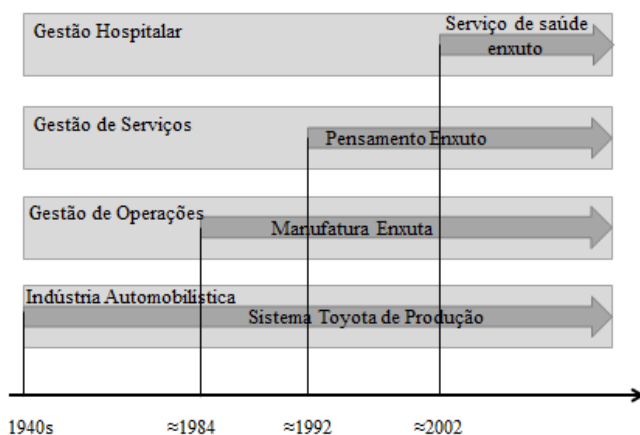 Gestão Hospitalar
Serviço de saúde
enxuto
Gestão de Serviços
Pensamento Enxuto
Gestão de Operações
Manufatura Enxuta
Indústria Automobilística
Sistema Toyota de Produção
1940s
≈1984
≈1992
≈2002